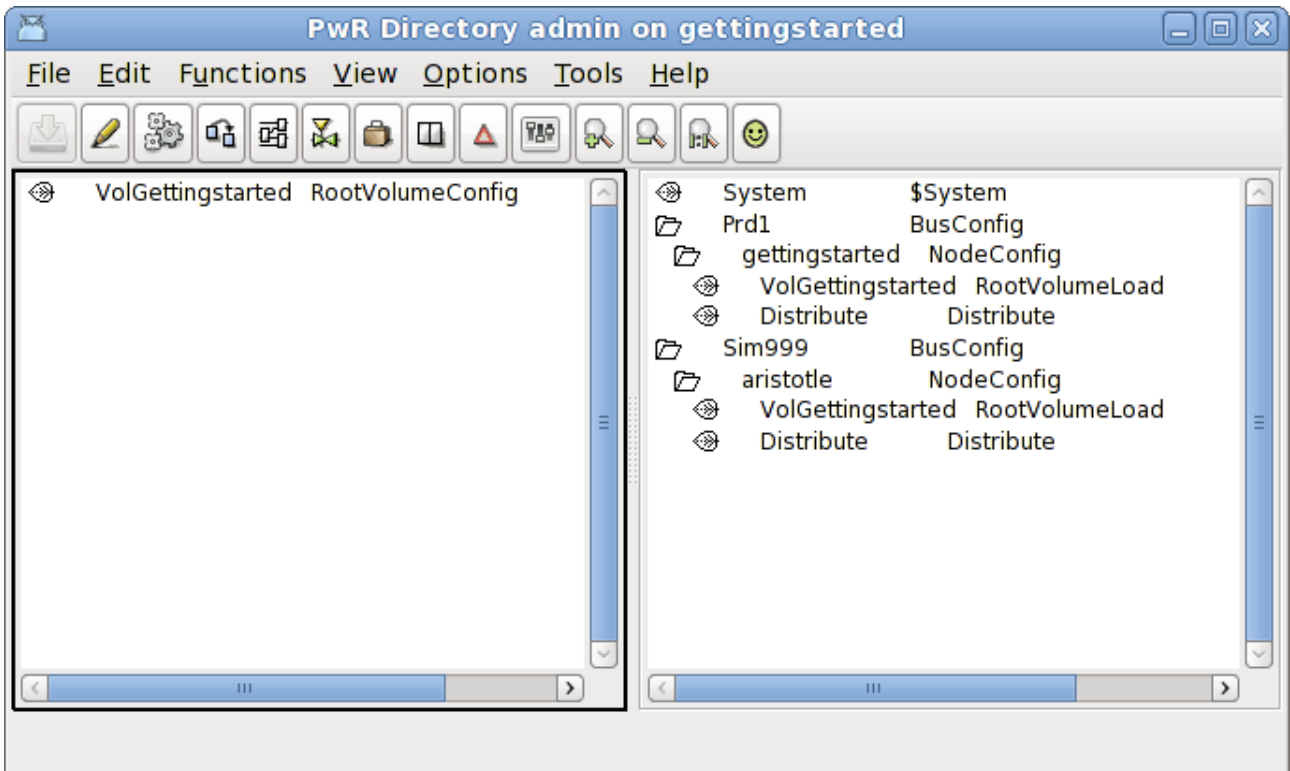 PwR Directory admin on gettingstarted
File Edit Functions View Options Tools Help
VolGettingstarted RootVolumeConfig
System $System
Prd1 BusConfig
gettingstarted NodeConfig
VolGettingstarted RootVolumeLoad
Distribute Distribute
Sim999 BusConfig
aristotle NodeConfig
VolGettingstarted RootVolumeLoad
Distribute Distribute